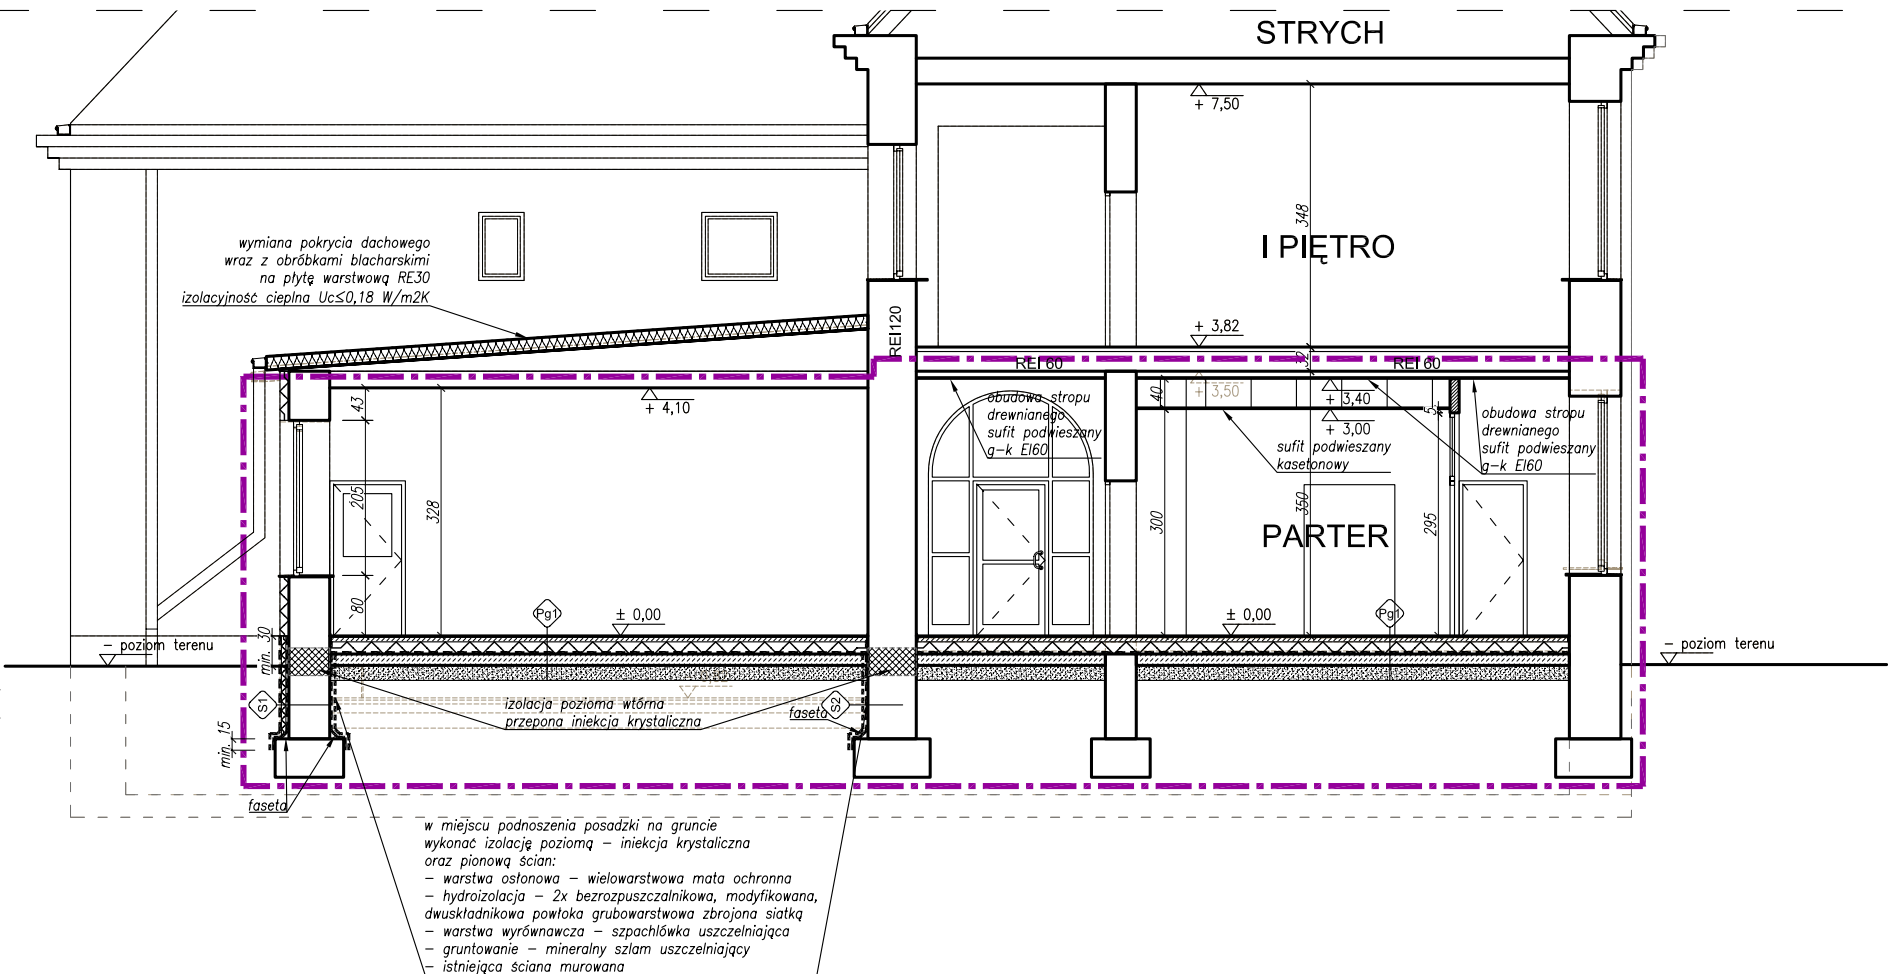 STRYCH
+ 7,50
348
I PIĘTRO
wymiana pokrycia dachowego
wraz z obróbkami blacharskimi
na płytę warstwową RE30
izolacyjność cieplna Uc≤0,18 W/m2K
REI120
+ 3,82
32
REI 60
REI 60
43
+ 4,10
40
+ 3,50
+ 3,40
+ 3,00
5
obudowa stropu
drewnianego
sufit podwieszany
g-k EI60
sufit podwieszany
kasetonowy
obudowa stropu
drewnianego
sufit podwieszany
g-k EI60
205
328
300
350
295
PARTER
80
Pg1
± 0,00
± 0,00
Pg1
- poziom terenu
min. 30
- poziom terenu
S1
izolacja pozioma wtórna
przepona iniekcja krystaliczna
faseta
S2
min. 15
faseta
w miejscu podnoszenia posadzki na gruncie
wykonać izolację poziomą - iniekcja krystaliczna
oraz pionową ścian:
- warstwa osłonowa - wielowarstwowa mata ochronna
- hydroizolacja - 2x bezrozpuszczalnikowa, modyfikowana,
dwuskładnikowa powłoka grubowarstwowa zbrojona siatką
- warstwa wyrównawcza - szpachlówka uszczelniająca
- gruntowanie - mineralny szlam uszczelniający
- istniejąca ściana murowana